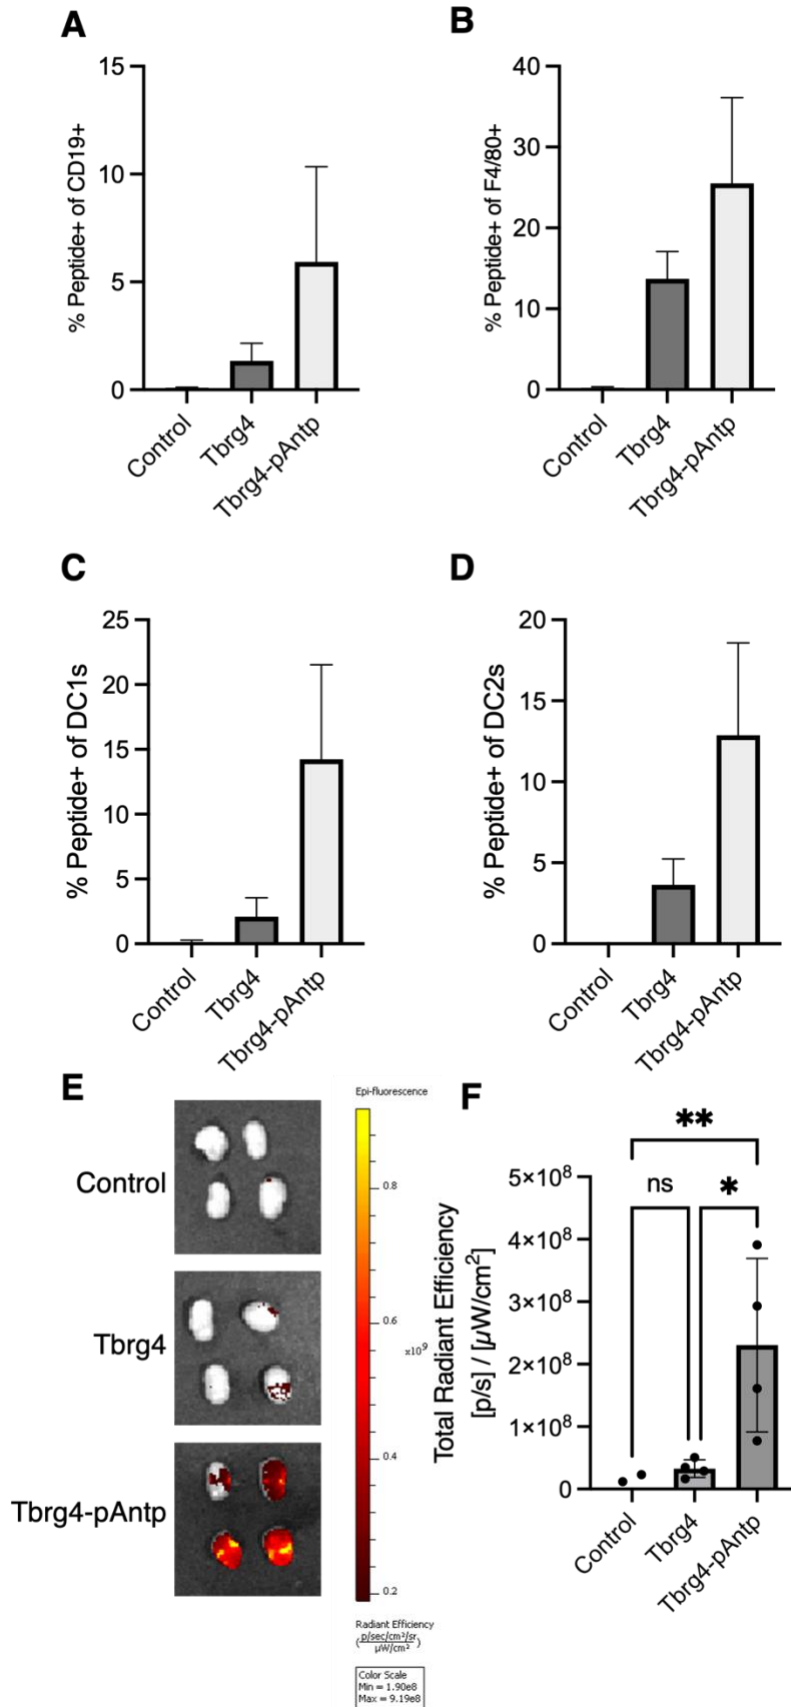 A
% Peptide+ of CD19+
15
10
5
0
Control
Tbrg4
Tbrg4-pAntp
B
% Peptide+ of F4/80+
40
30
20
10
0
Control
Tbrg4
Tbrg4-pAntp
C
% Peptide+ of DC1s
25
20
15
10
5
0
Control
Tbrg4
Tbrg4-pAntp
D
% Peptide+ of DC2s
20
15
10
5
0
Control
Tbrg4
Tbrg4-pAntp
E
Control
Tbrg4
Tbrg4-pAntp
Epi-fluorescence
0.8
0.6
x10⁹
0.4
0.2
Radiant Efficiency
(p/sec/cm²/sr
µW/cm²)
Color Scale
Min = 1.90e8
Max = 9.19e8
F
Total Radiant Efficiency
[p/s] / [µW/cm²]
**
ns
*
5×10⁸
4×10⁸
3×10⁸
2×10⁸
1×10⁸
0
Control
Tbrg4
Tbrg4-pAntp